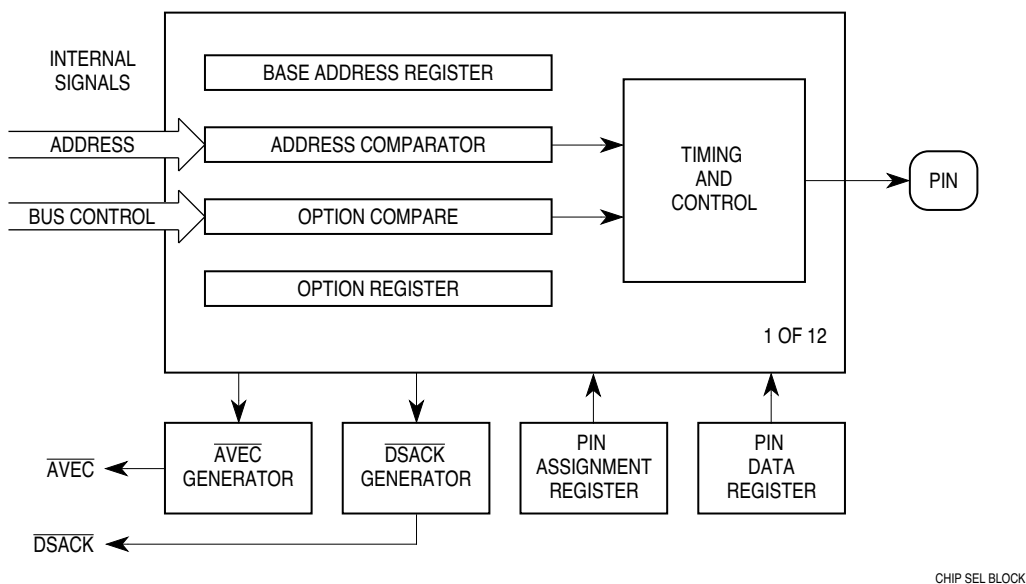 INTERNAL
SIGNALS
BASE ADDRESS REGISTER
ADDRESS
ADDRESS COMPARATOR
TIMING
AND
CONTROL
PIN
BUS CONTROL
OPTION COMPARE
OPTION REGISTER
1 OF 12
AVEC
AVEC
GENERATOR
DSACK
GENERATOR
PIN
ASSIGNMENT
REGISTER
PIN
DATA
REGISTER
DSACK
CHIP SEL BLOCK